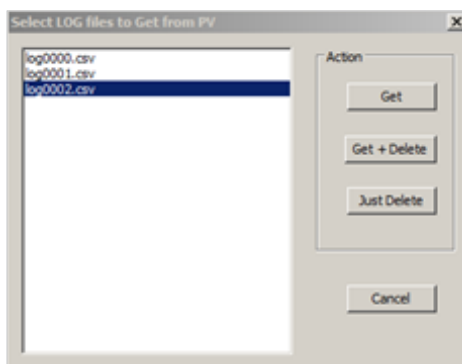 Select LOG files to Get from PV
log0000.csv
log0001.csv
log0002.csv
Action
Get
Get + Delete
Just Delete
Cancel